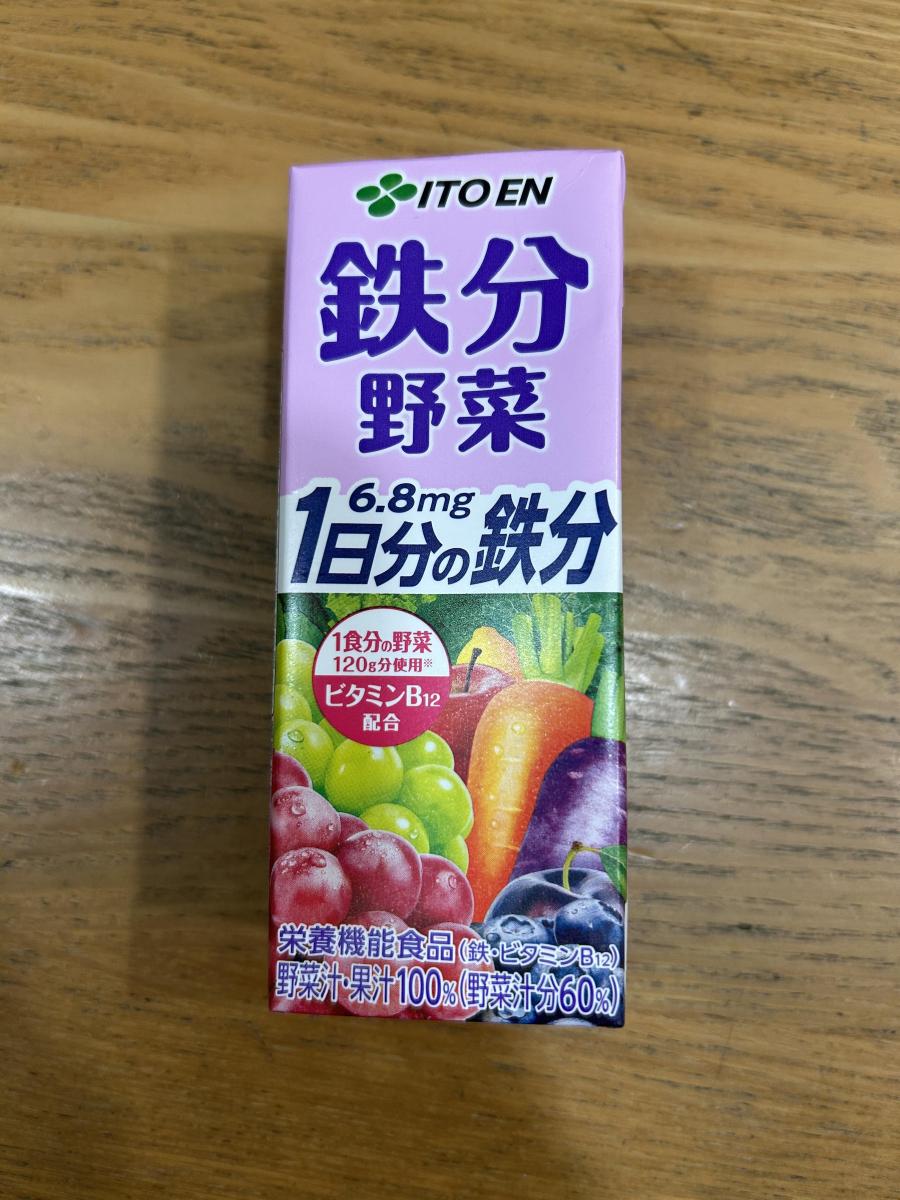 ITO EN
鉄分
野菜
6.8mg
1日分の鉄分
1食分の野菜
120g分使用※
ビタミンB12
配合
栄養機能食品(鉄・ビタミンB12)
野菜汁・果汁100%(野菜汁分60%)